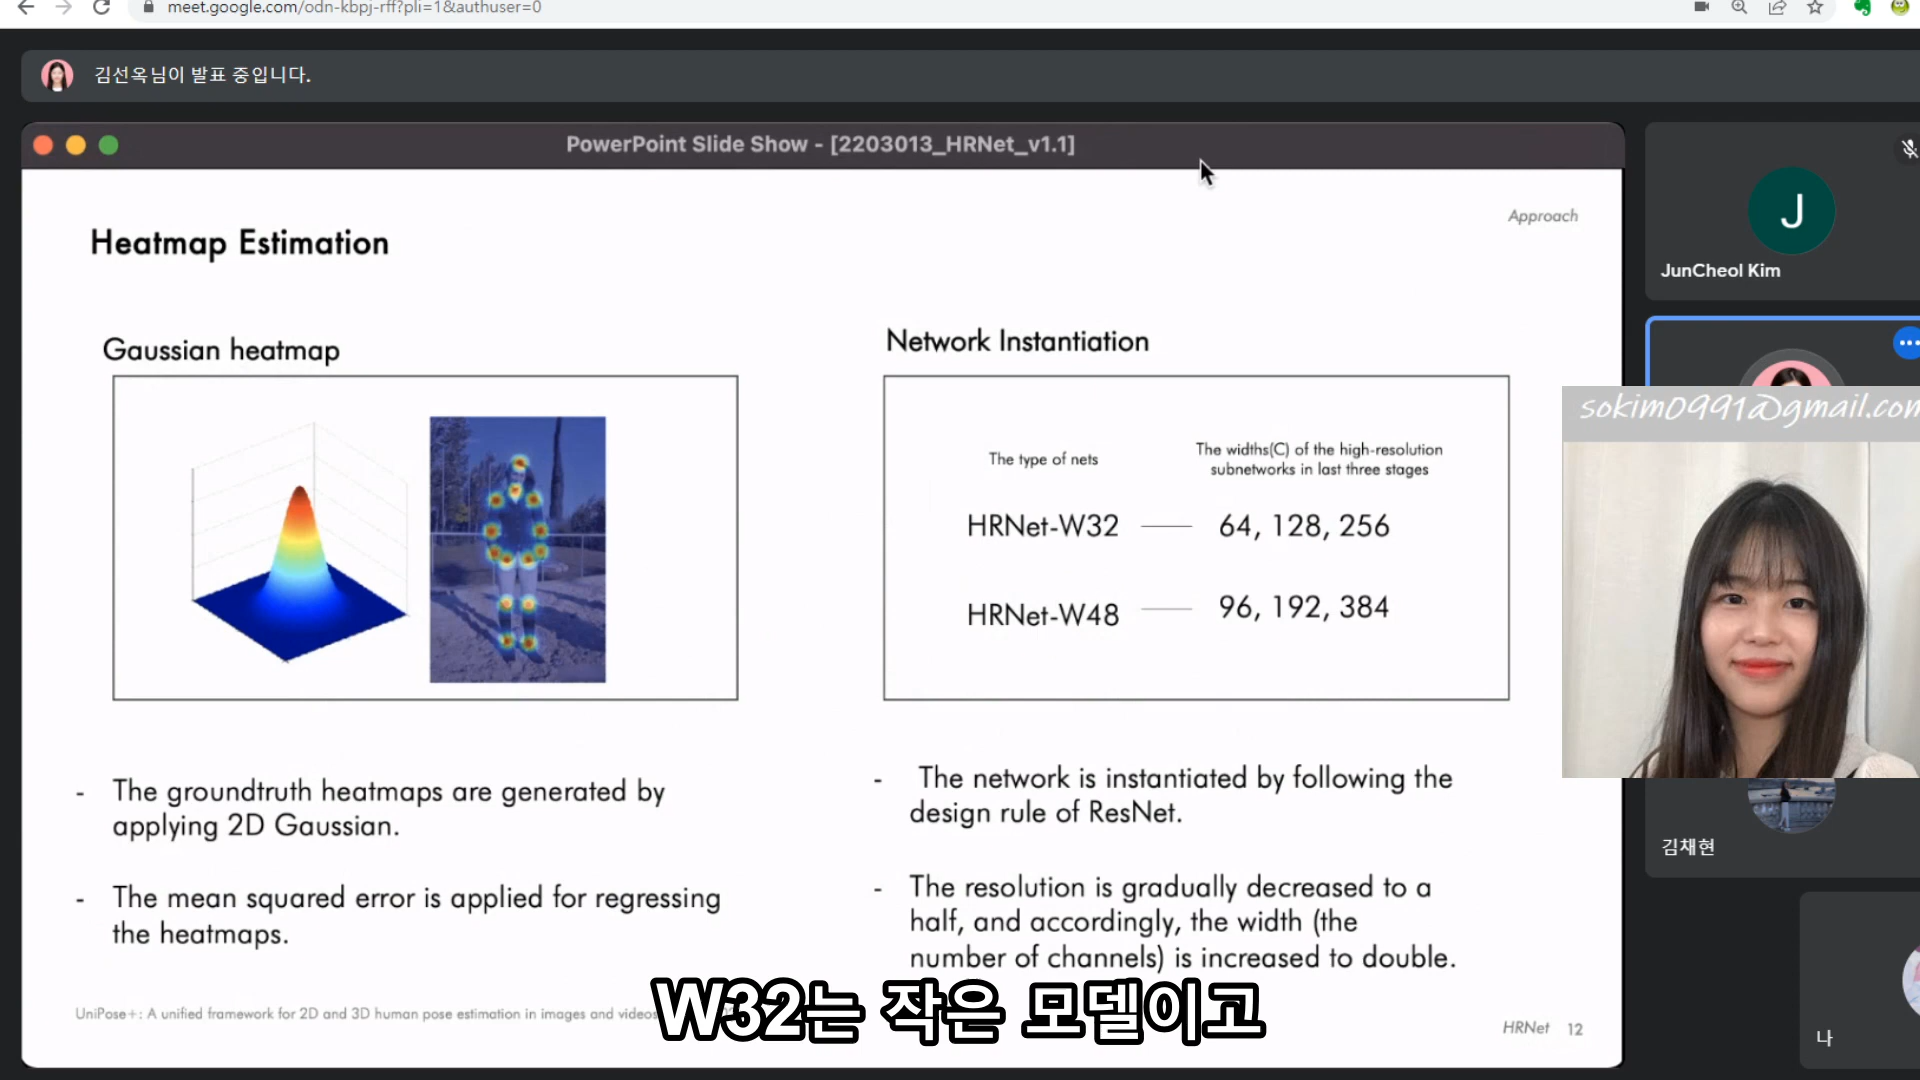 meet.google.com/odn-kbpj-rff?pli=1&authuser=0
김선옥님이 발표 중입니다.
PowerPoint Slide Show - [2203013_HRNet_v1.1]
Approach
Heatmap Estimation
Gaussian heatmap
Network Instantiation
The type of nets
The widths(C) of the high-resolution
subnetworks in last three stages
HRNet-W32
64, 128, 256
HRNet-W48
96, 192, 384
- The groundtruth heatmaps are generated by
applying 2D Gaussian.
- The mean squared error is applied for regressing
the heatmaps.
- The network is instantiated by following the
design rule of ResNet.
- The resolution is gradually decreased to a
half, and accordingly, the width (the
number of channels) is increased to double.
UniPose+: A unified framework for 2D and 3D human pose estimation in images and videos
HRNet 12
W32는 작은 모델이고
J
JunCheol Kim
sokim0991@gmail.com
김채현
나